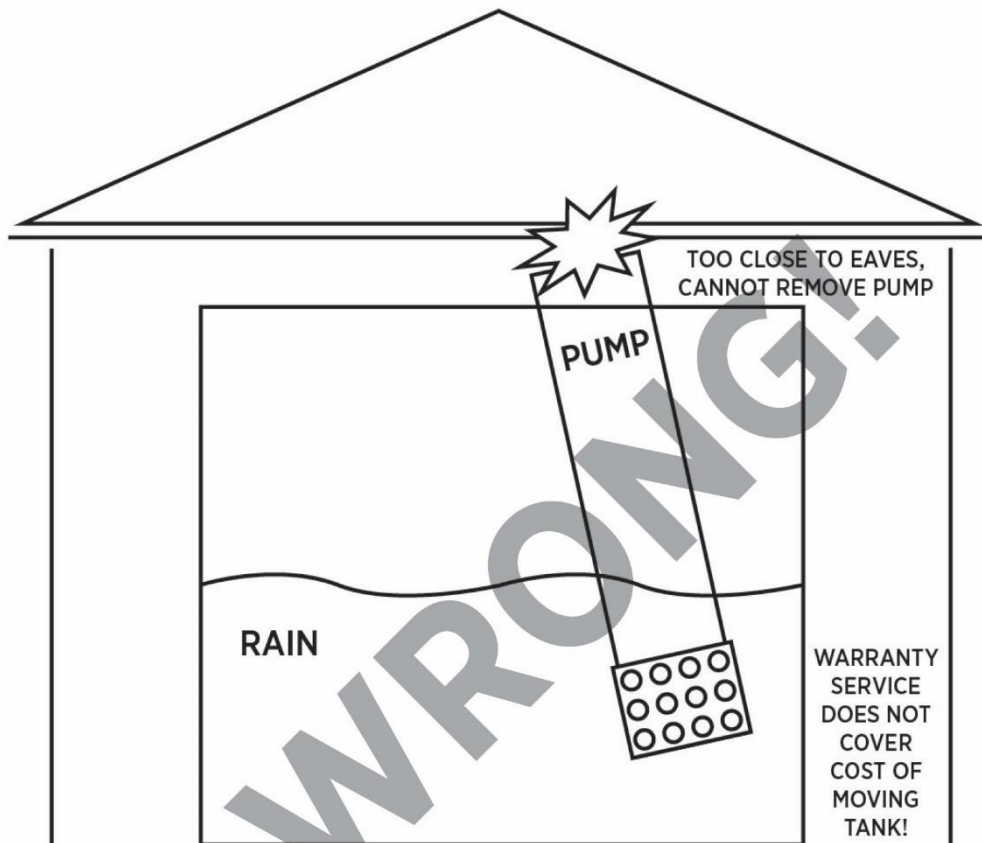 TOO CLOSE TO EAVES,
CANNOT REMOVE PUMP
PUMP
WRONG!
RAIN
WARRANTY
SERVICE
DOES NOT
COVER
COST OF
MOVING
TANK!